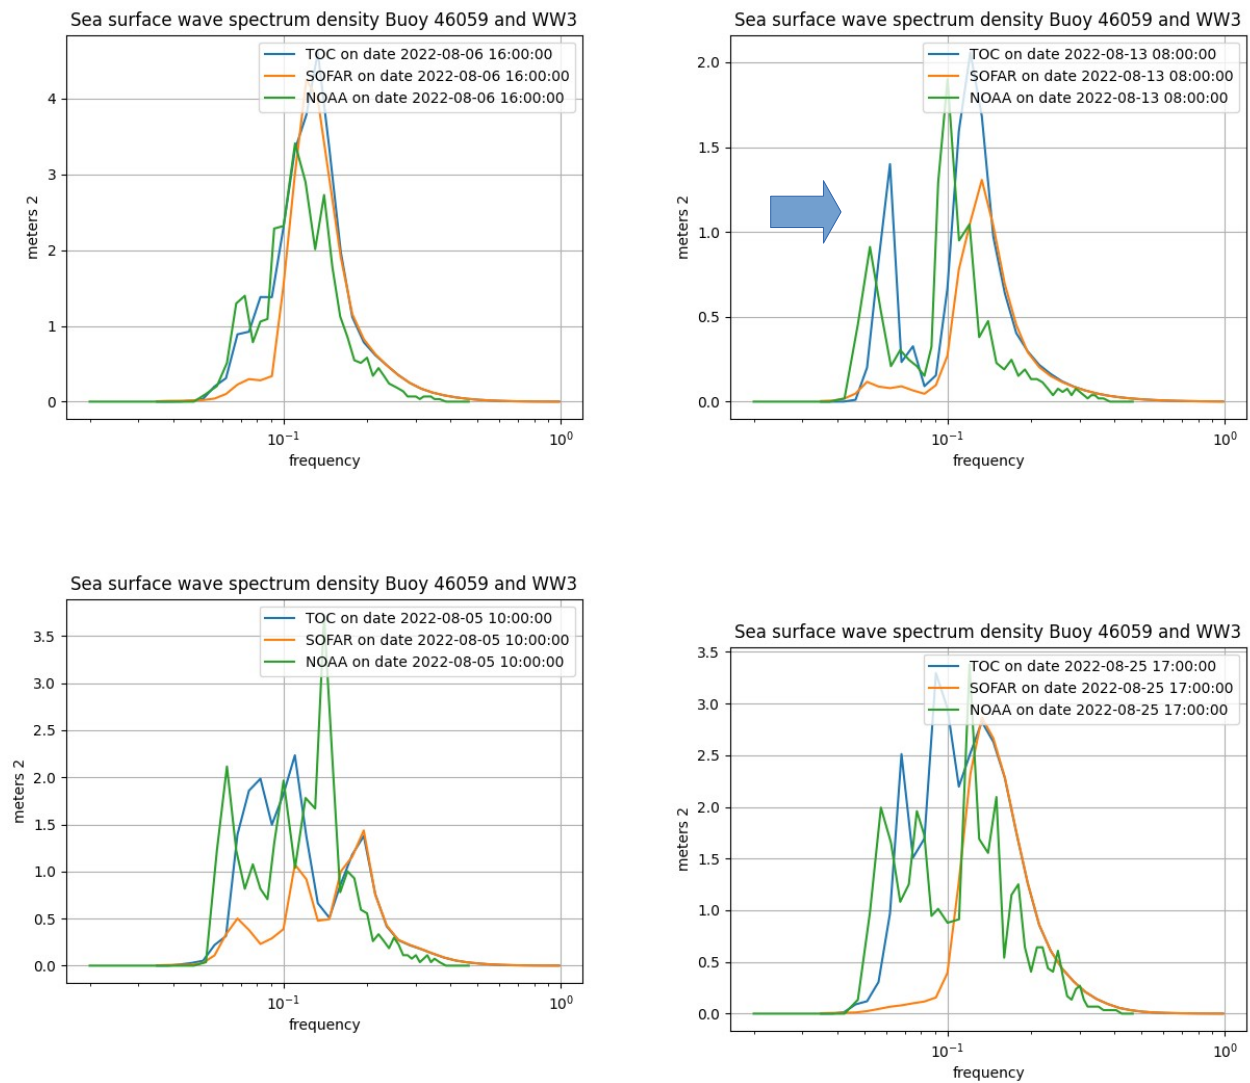 Sea surface wave spectrum density Buoy 46059 and WW3
TOC on date 2022-08-06 16:00:00
SOFAR on date 2022-08-06 16:00:00
NOAA on date 2022-08-06 16:00:00
4
3
2
1
0
meters 2
10⁻¹
10⁰
frequency
Sea surface wave spectrum density Buoy 46059 and WW3
TOC on date 2022-08-13 08:00:00
SOFAR on date 2022-08-13 08:00:00
NOAA on date 2022-08-13 08:00:00
2.0
1.5
1.0
0.5
0.0
meters 2
10⁻¹
10⁰
frequency
Sea surface wave spectrum density Buoy 46059 and WW3
TOC on date 2022-08-05 10:00:00
SOFAR on date 2022-08-05 10:00:00
NOAA on date 2022-08-05 10:00:00
3.5
3.0
2.5
2.0
1.5
1.0
0.5
0.0
meters 2
10⁻¹
10⁰
frequency
Sea surface wave spectrum density Buoy 46059 and WW3
TOC on date 2022-08-25 17:00:00
SOFAR on date 2022-08-25 17:00:00
NOAA on date 2022-08-25 17:00:00
3.5
3.0
2.5
2.0
1.5
1.0
0.5
0.0
meters 2
10⁻¹
10⁰
frequency